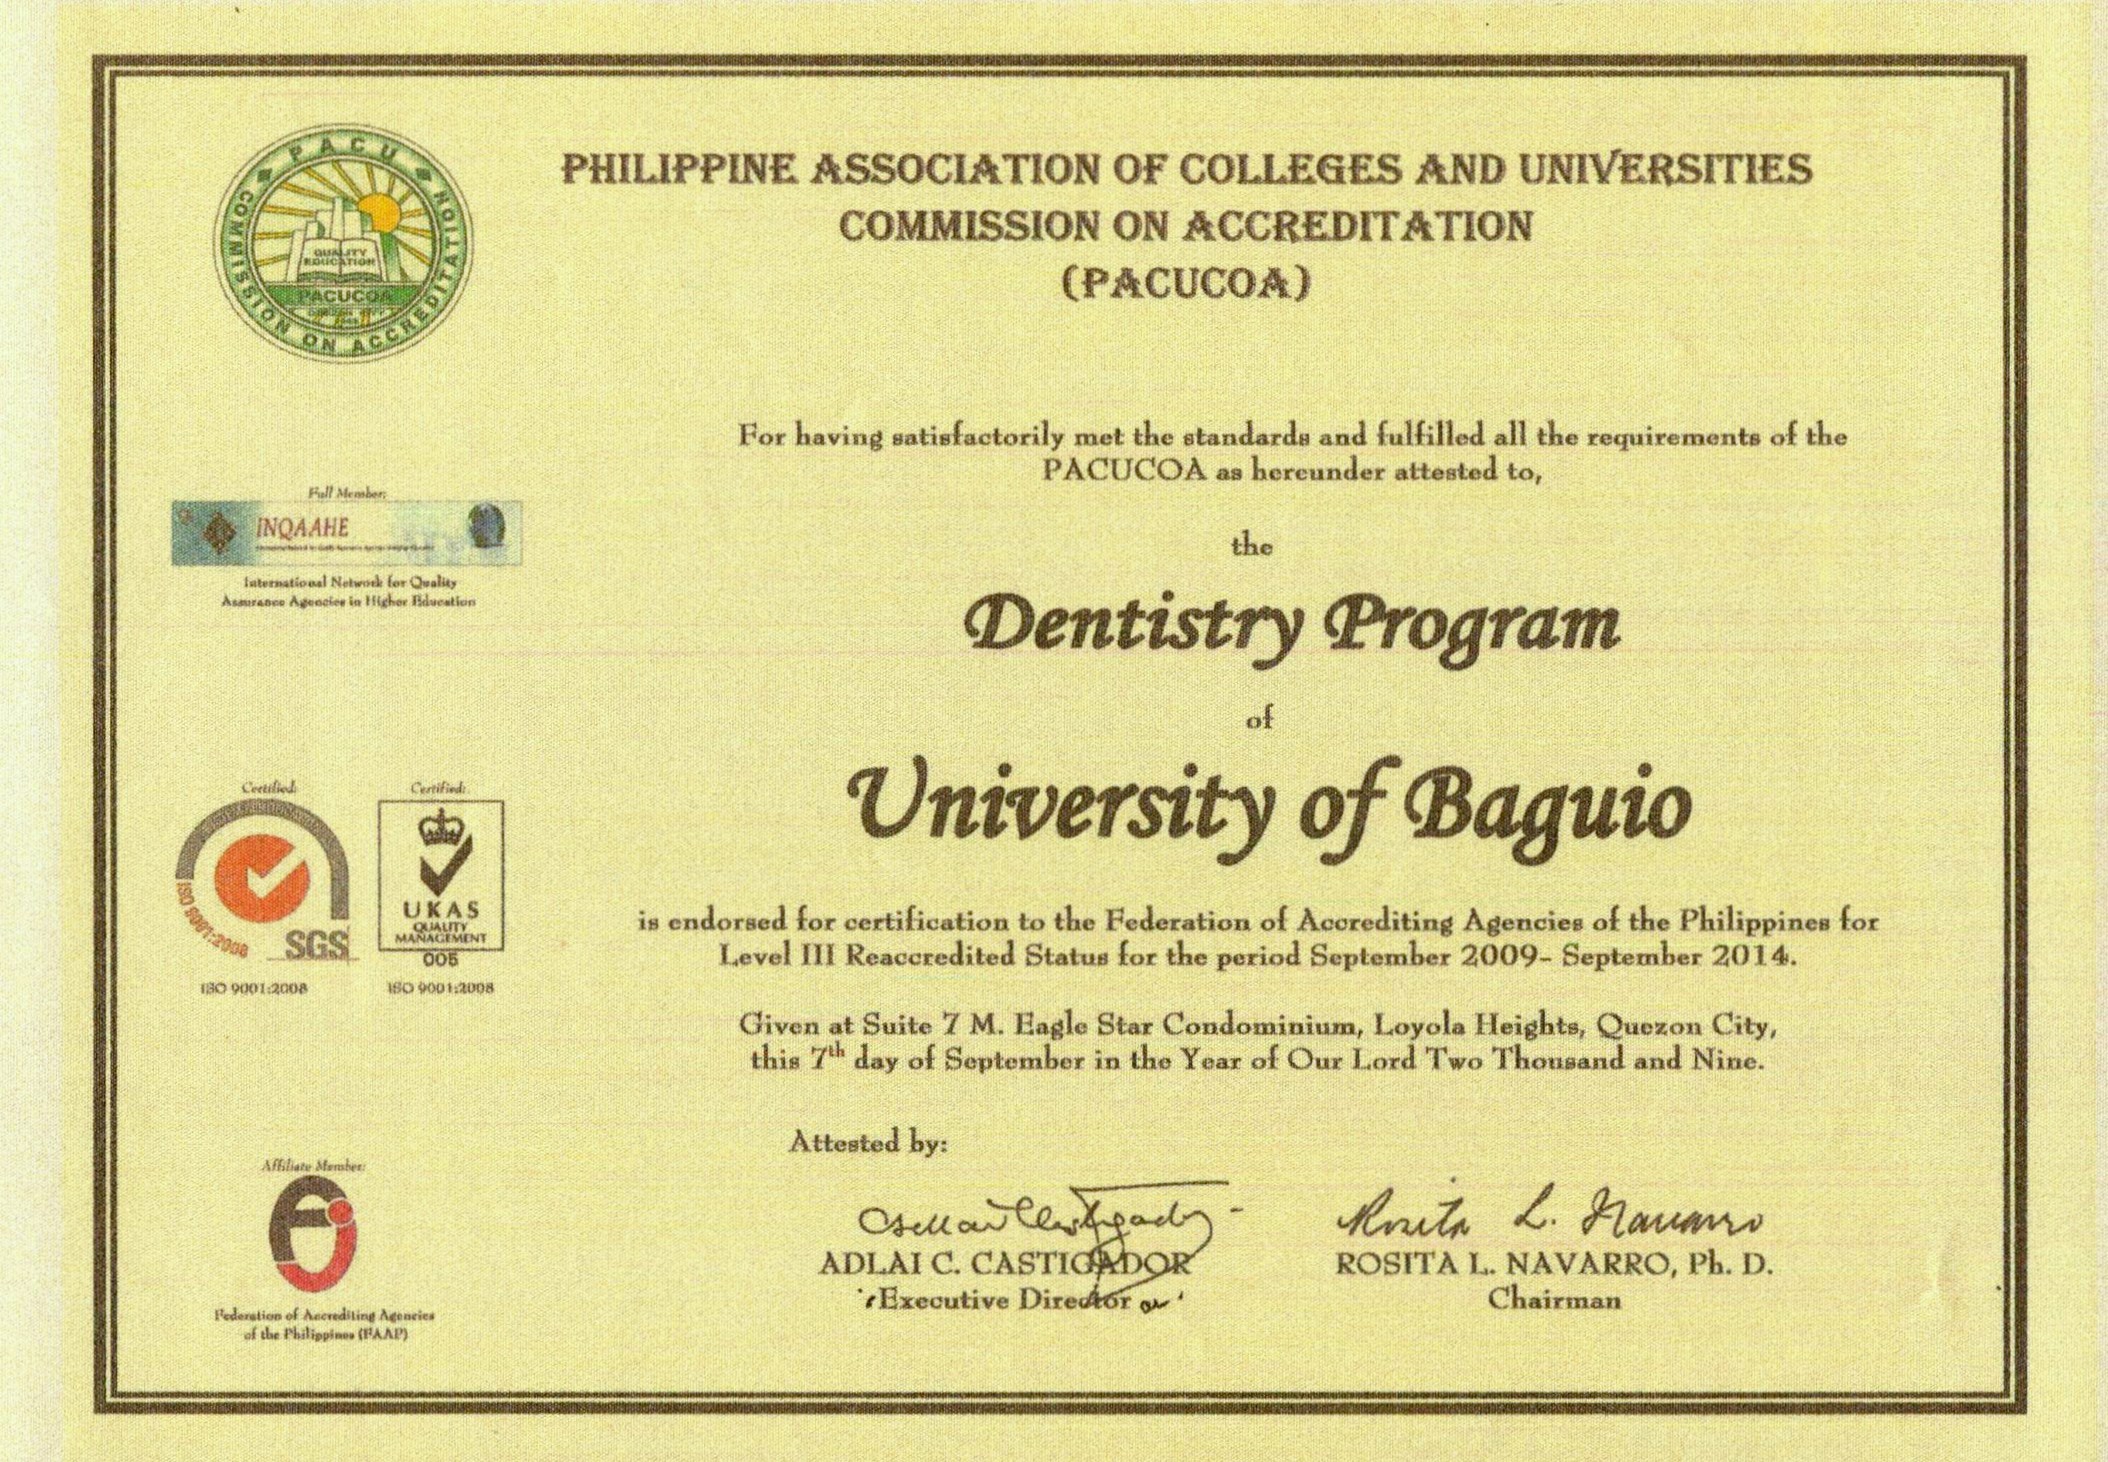 PACU
COMMISSION ON ACCREDITATION
QUALITY
EDUCATION
PACUCOA
PHILIPPINE ASSOCIATION OF COLLEGES AND UNIVERSITIES
COMMISSION ON ACCREDITATION
(PACUCOA)
For having satisfactorily met the standards and fulfilled all the requirements of the
PACUCOA as hereunder attested to,
the
Dentistry Program
of
University of Baguio
is endorsed for certification to the Federation of Accrediting Agencies of the Philippines for
Level III Reaccredited Status for the period September 2009- September 2014.
Given at Suite 7 M. Eagle Star Condominium, Loyola Heights, Quezon City,
this 7th day of September in the Year of Our Lord Two Thousand and Nine.
Attested by:
ADLAI C. CASTIGADOR
Executive Director
Rosita L. Navarro
ROSITA L. NAVARRO, Ph. D.
Chairman
Full Member:
INQAAHE
International Network for Quality
Assurance Agencies in Higher Education
Certified:
ISO 9001:2008
SGS
ISO 9001:2008
Certified:
UKAS
QUALITY
MANAGEMENT
005
ISO 9001:2008
Affiliate Member:
Federation of Accrediting Agencies
of the Philippines (FAAP)